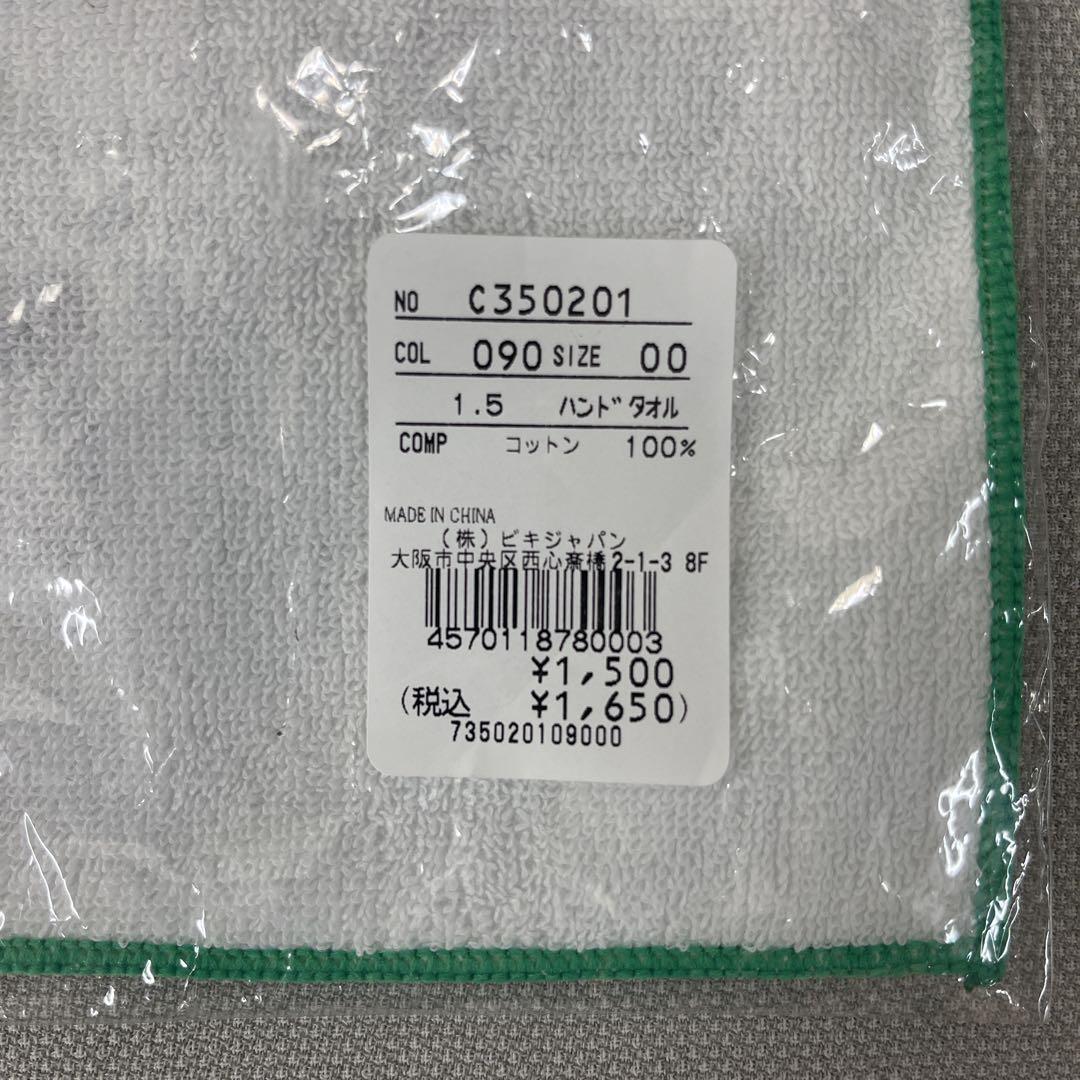 NO C350201
COL 090 SIZE 00
1.5 ハンドタオル
COMP コットン 100%
MADE IN CHINA
(株)ビキジャパン
大阪市中央区西心斎橋2-1-3 8F
4570118780003
¥1,500
(税込 ¥1,650)
735020109000